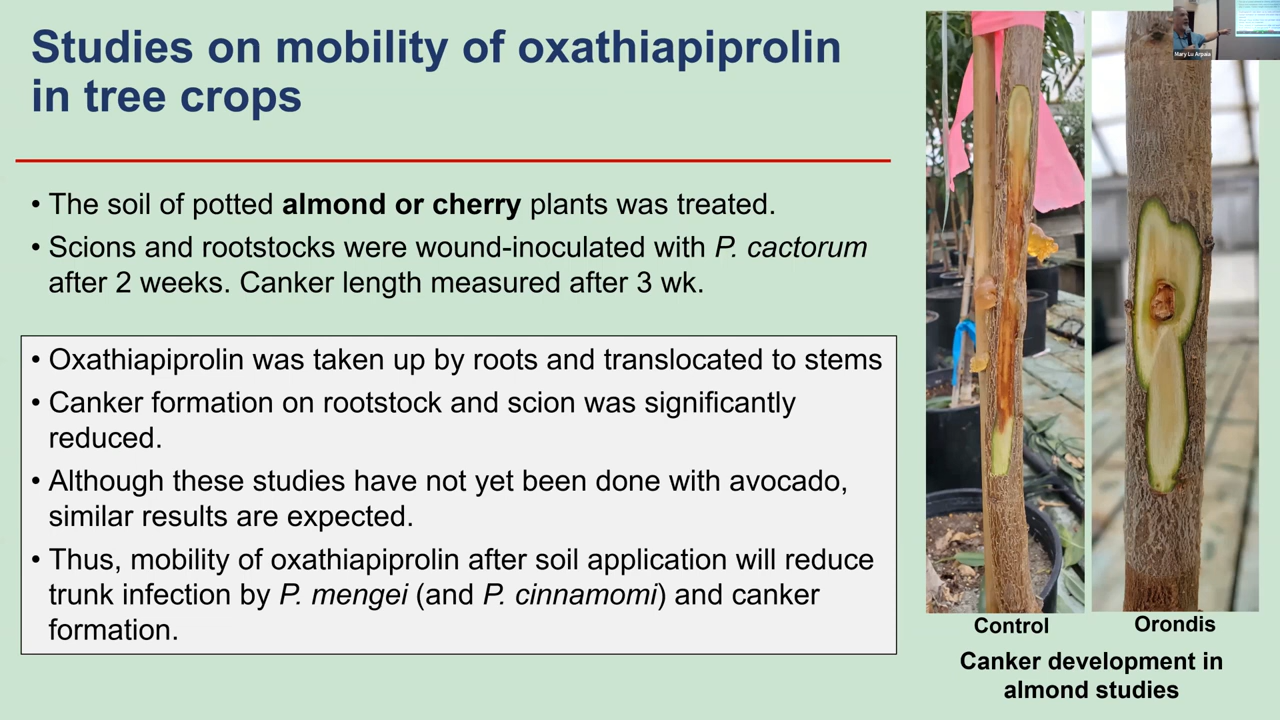 Studies on mobility of oxathiapiprolin
in tree crops
• The soil of potted almond or cherry plants was treated.
• Scions and rootstocks were wound-inoculated with P. cactorum
after 2 weeks. Canker length measured after 3 wk.
• Oxathiapiprolin was taken up by roots and translocated to stems
• Canker formation on rootstock and scion was significantly
reduced.
• Although these studies have not yet been done with avocado,
similar results are expected.
• Thus, mobility of oxathiapiprolin after soil application will reduce
trunk infection by P. mengei (and P. cinnamomi) and canker
formation.
Mary Lu Arpaia
Control
Orondis
Canker development in
almond studies